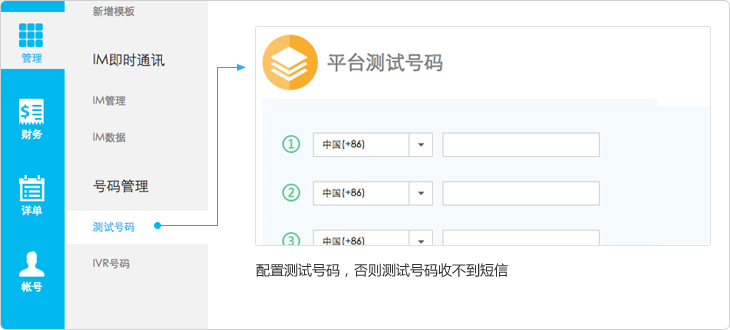 管理
财务
详单
帐号
新增模板
IM即时通讯
IM管理
IM数据
号码管理
测试号码
IVR号码
平台测试号码
1 中国(+86)
2 中国(+86)
3 中国(+86)
配置测试号码，否则测试号码收不到短信